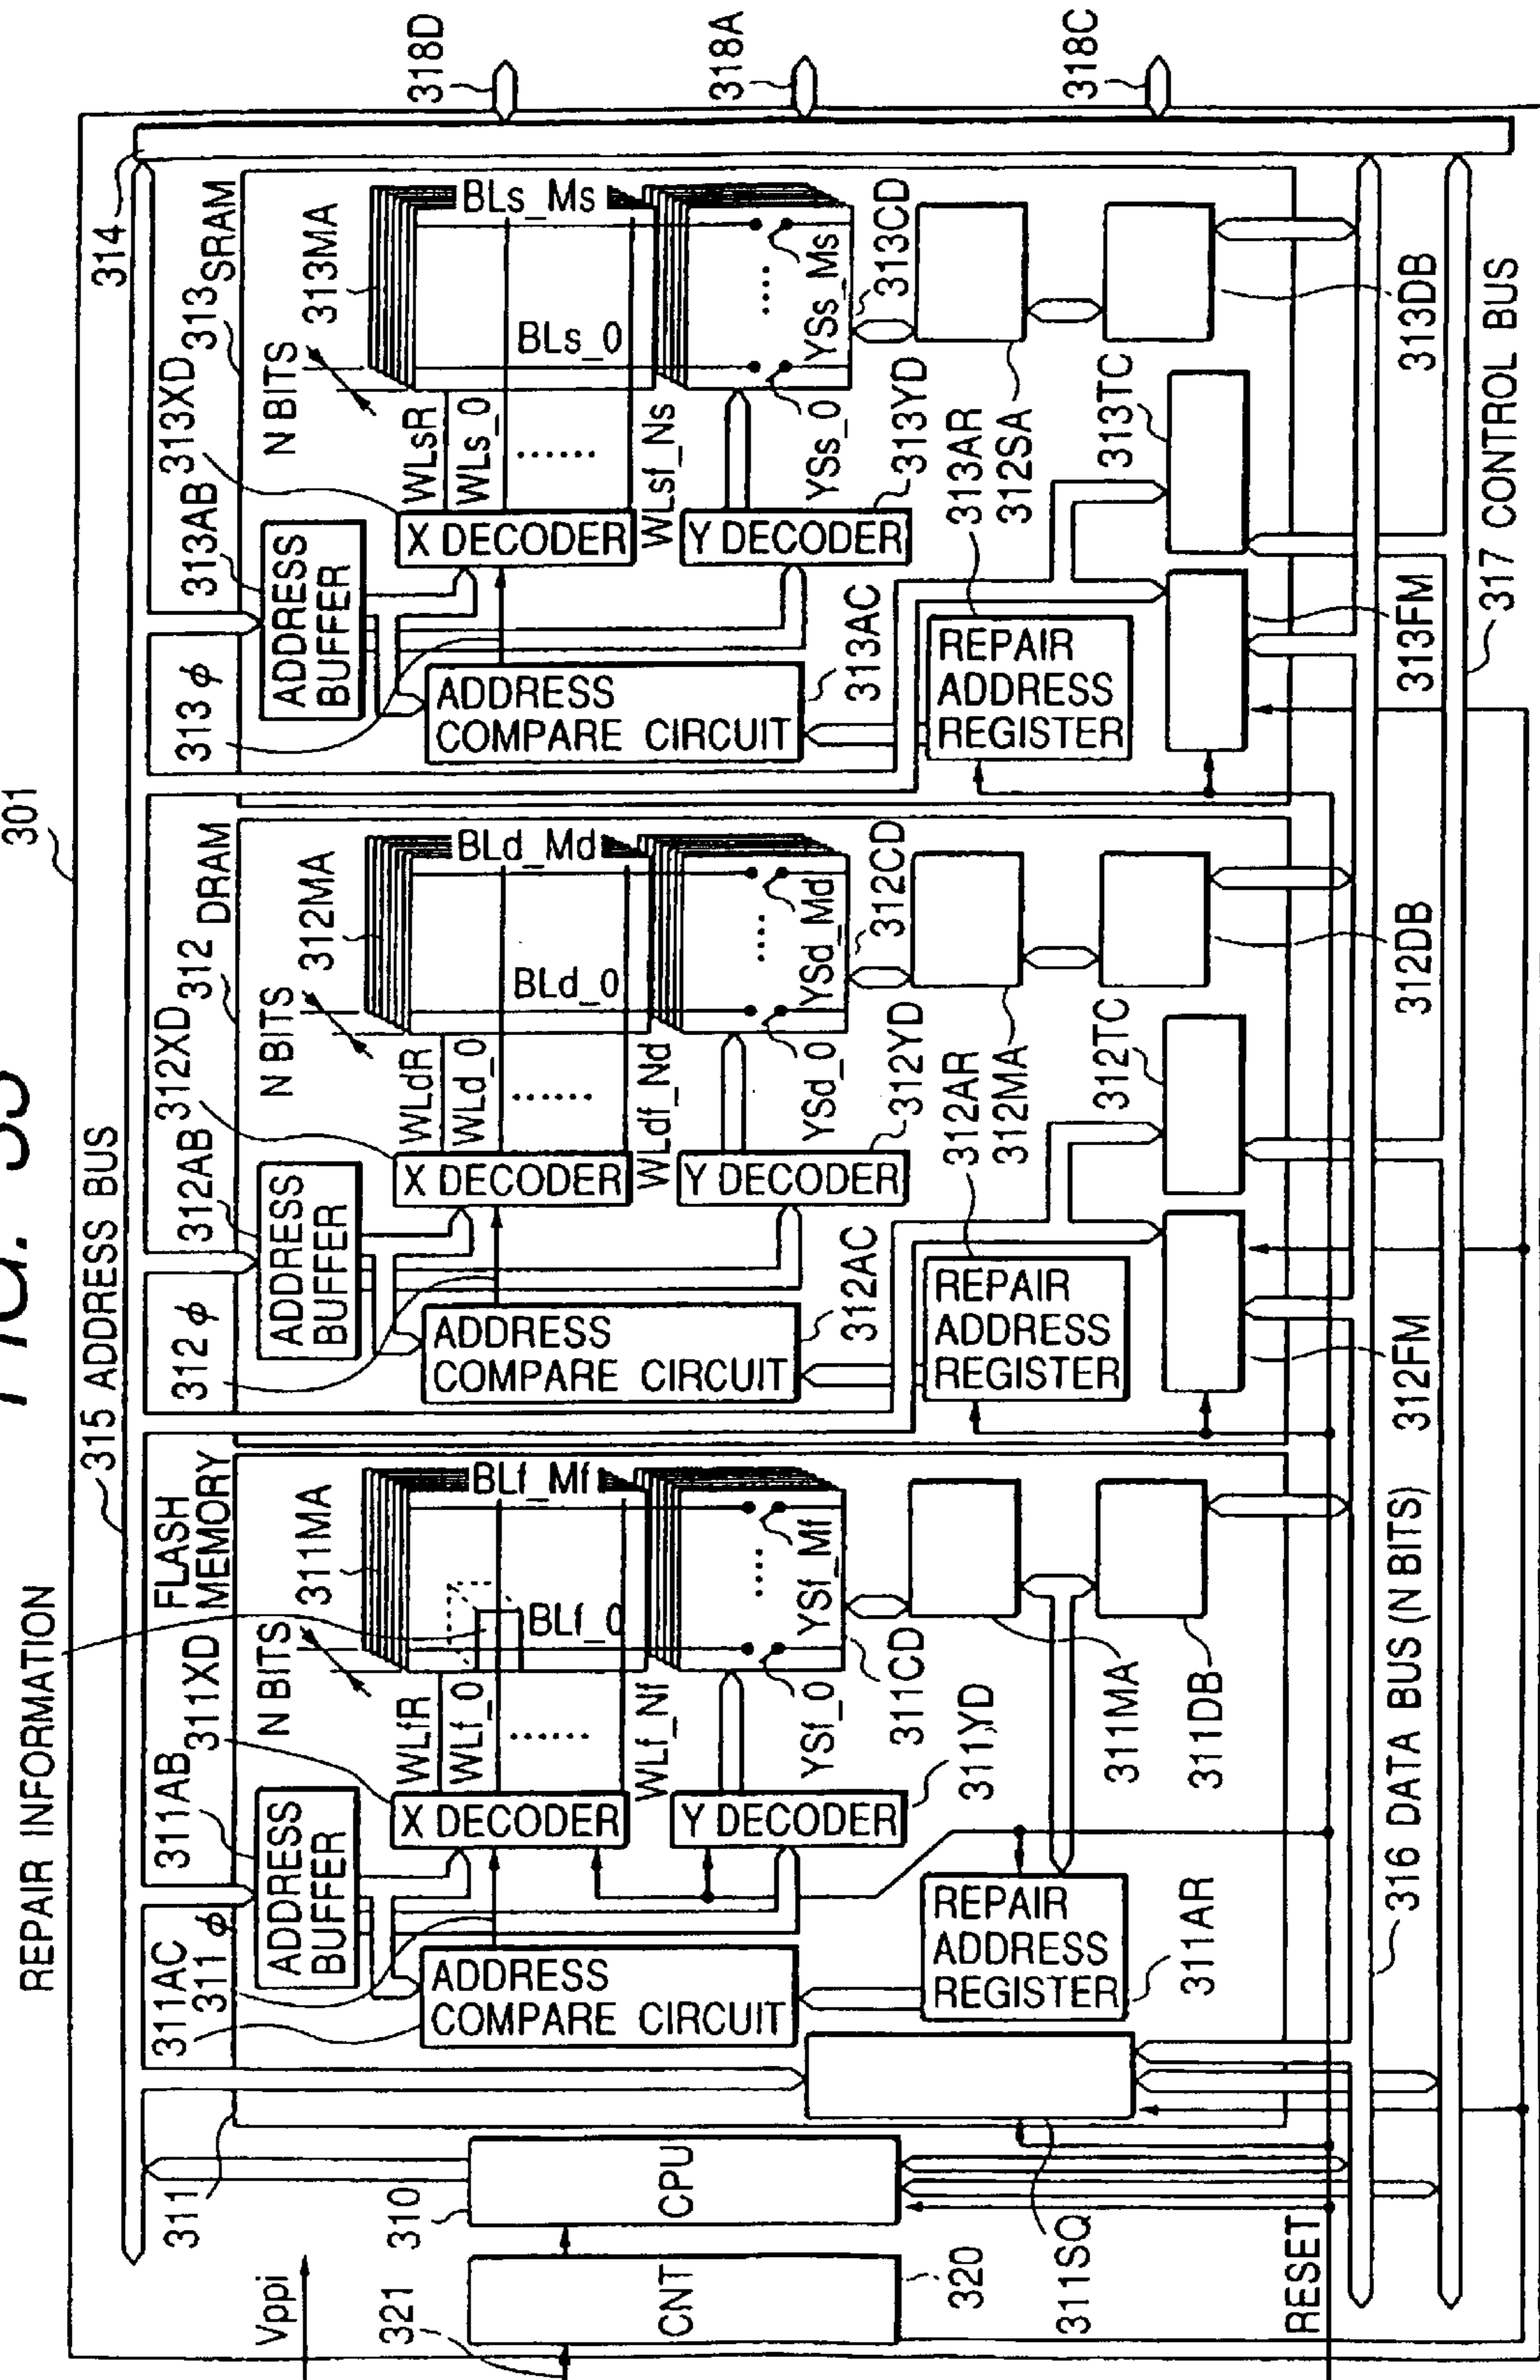 FIG. 33
301
REPAIR INFORMATION
315 ADDRESS BUS
314
311
311AC
311 φ
311AB
311XD
FLASH
MEMORY
312 φ
312AB
312XD
312 DRAM
313 φ
313AB
313XD
313 SRAM
Vppi
321
310
CNT
CPU
320
311SQ
RESET
ADDRESS
BUFFER
N BITS
311MA
X DECODER
WLfR
WLf_0
......
WLf_Nf
BLf_Mf
BLf_0
ADDRESS
COMPARE CIRCUIT
Y DECODER
YSf_0
....
YSf_Mf
311CD
311YD
REPAIR
ADDRESS
REGISTER
311AR
311MA
311DB
ADDRESS
BUFFER
N BITS
312MA
X DECODER
WLdR
WLd_0
......
WLdf_Nd
BLd_Md
BLd_0
ADDRESS
COMPARE CIRCUIT
312AC
Y DECODER
YSd_0
....
YSd_Md
312CD
312YD
REPAIR
ADDRESS
REGISTER
312AR
312MA
312TC
312FM
312DB
ADDRESS
BUFFER
N BITS
313MA
X DECODER
WLsR
WLs_0
......
WLsf_Ns
BLs_Ms
BLs_0
ADDRESS
COMPARE CIRCUIT
313AC
Y DECODER
YSs_0
....
YSs_Ms
313CD
313YD
REPAIR
ADDRESS
REGISTER
313AR
312SA
313TC
313FM
313DB
316 DATA BUS (N BITS)
317 CONTROL BUS
318D
318A
318C